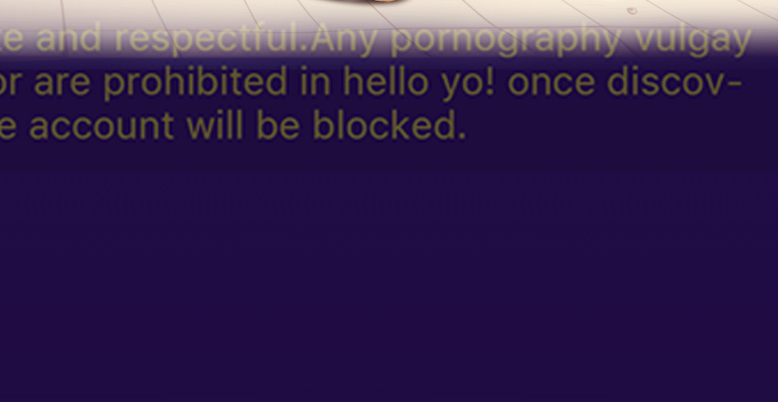 e and respectful.Any pornography vulgay
or are prohibited in hello yo! once discov-
e account will be blocked.